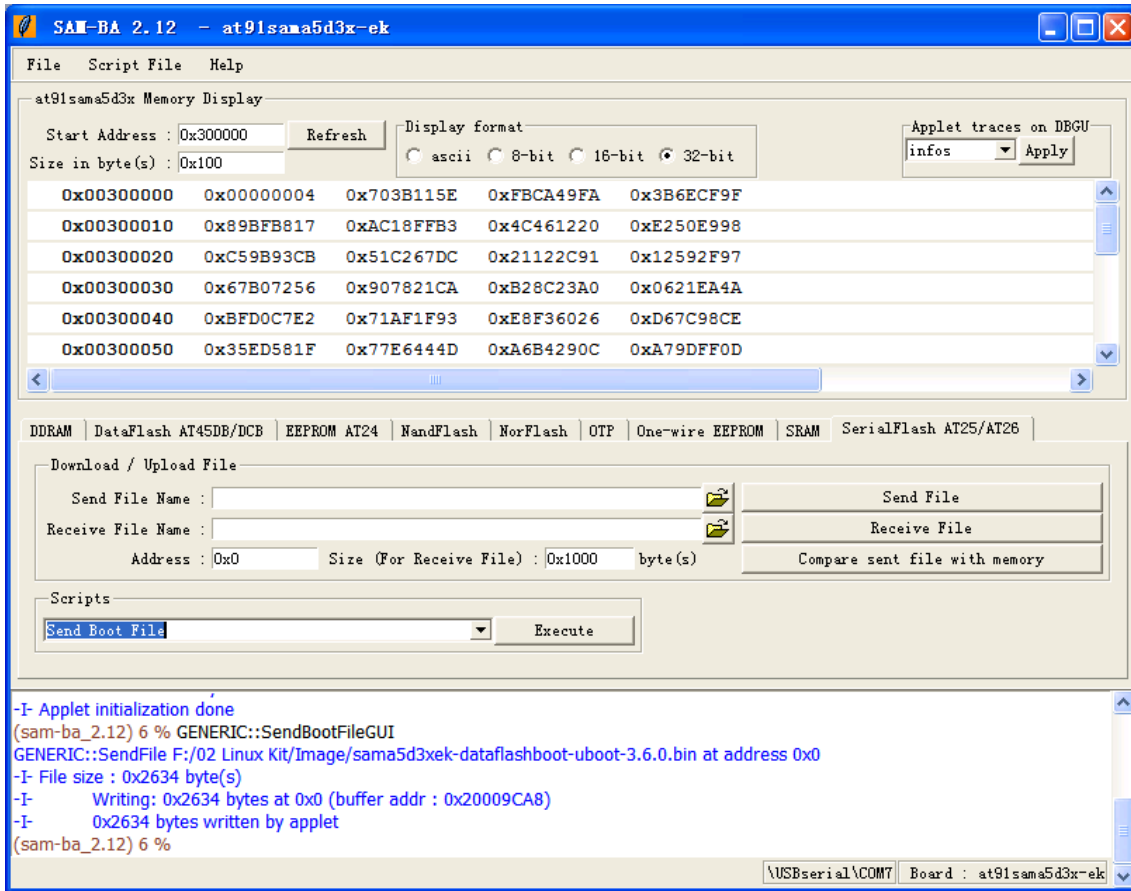 SAM-BA 2.12 - at91sama5d3x-ek
File Script File Help
at91sama5d3x Memory Display
Start Address : 0x300000 Refresh
Size in byte(s) : 0x100
Display format
ascii 8-bit 16-bit 32-bit
Applet traces on DBGU
infos Apply
0x00300000 0x00000004 0x703B115E 0xFBCA49FA 0x3B6ECF9F
0x00300010 0x89BFB817 0xAC18FFB3 0x4C461220 0xE250E998
0x00300020 0xC59B93CB 0x51C267DC 0x21122C91 0x12592F97
0x00300030 0x67B07256 0x907821CA 0xB28C23A0 0x0621EA4A
0x00300040 0xBFD0C7E2 0x71AF1F93 0xE8F36026 0xD67C98CE
0x00300050 0x35ED581F 0x77E6444D 0xA6B4290C 0xA79DFF0D
DDRAM DataFlash AT45DB/DCB EEPROM AT24 NandFlash NorFlash OTP One-wire EEPROM SRAM SerialFlash AT25/AT26
Download / Upload File
Send File Name : Send File
Receive File Name : Receive File
Address : 0x0 Size (For Receive File) : 0x1000 byte(s) Compare sent file with memory
Scripts
Send Boot File Execute
-I- Applet initialization done
(sam-ba_2.12) 6 % GENERIC::SendBootFileGUI
GENERIC::SendFile F:/02 Linux Kit/Image/sama5d3xek-dataflashboot-uboot-3.6.0.bin at address 0x0
-I- File size : 0x2634 byte(s)
-I- Writing: 0x2634 bytes at 0x0 (buffer addr : 0x20009CA8)
-I- 0x2634 bytes written by applet
(sam-ba_2.12) 6 %
\USBserial\COM7 Board : at91sama5d3x-ek